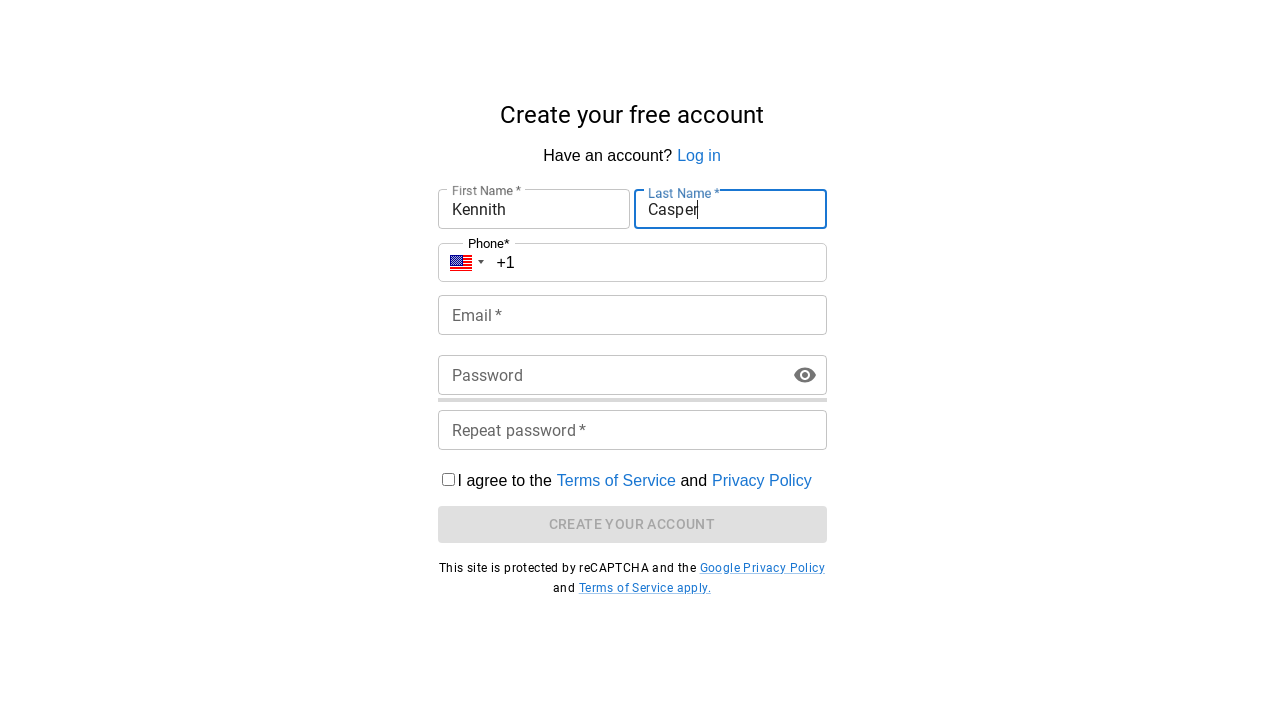 Create your free account
Have an account? Log in
First Name *
Kennith
Last Name *
Casper
Phone*
+1
Email *
Password
Repeat password *
I agree to the Terms of Service and Privacy Policy
CREATE YOUR ACCOUNT
This site is protected by reCAPTCHA and the Google Privacy Policy
and Terms of Service apply.